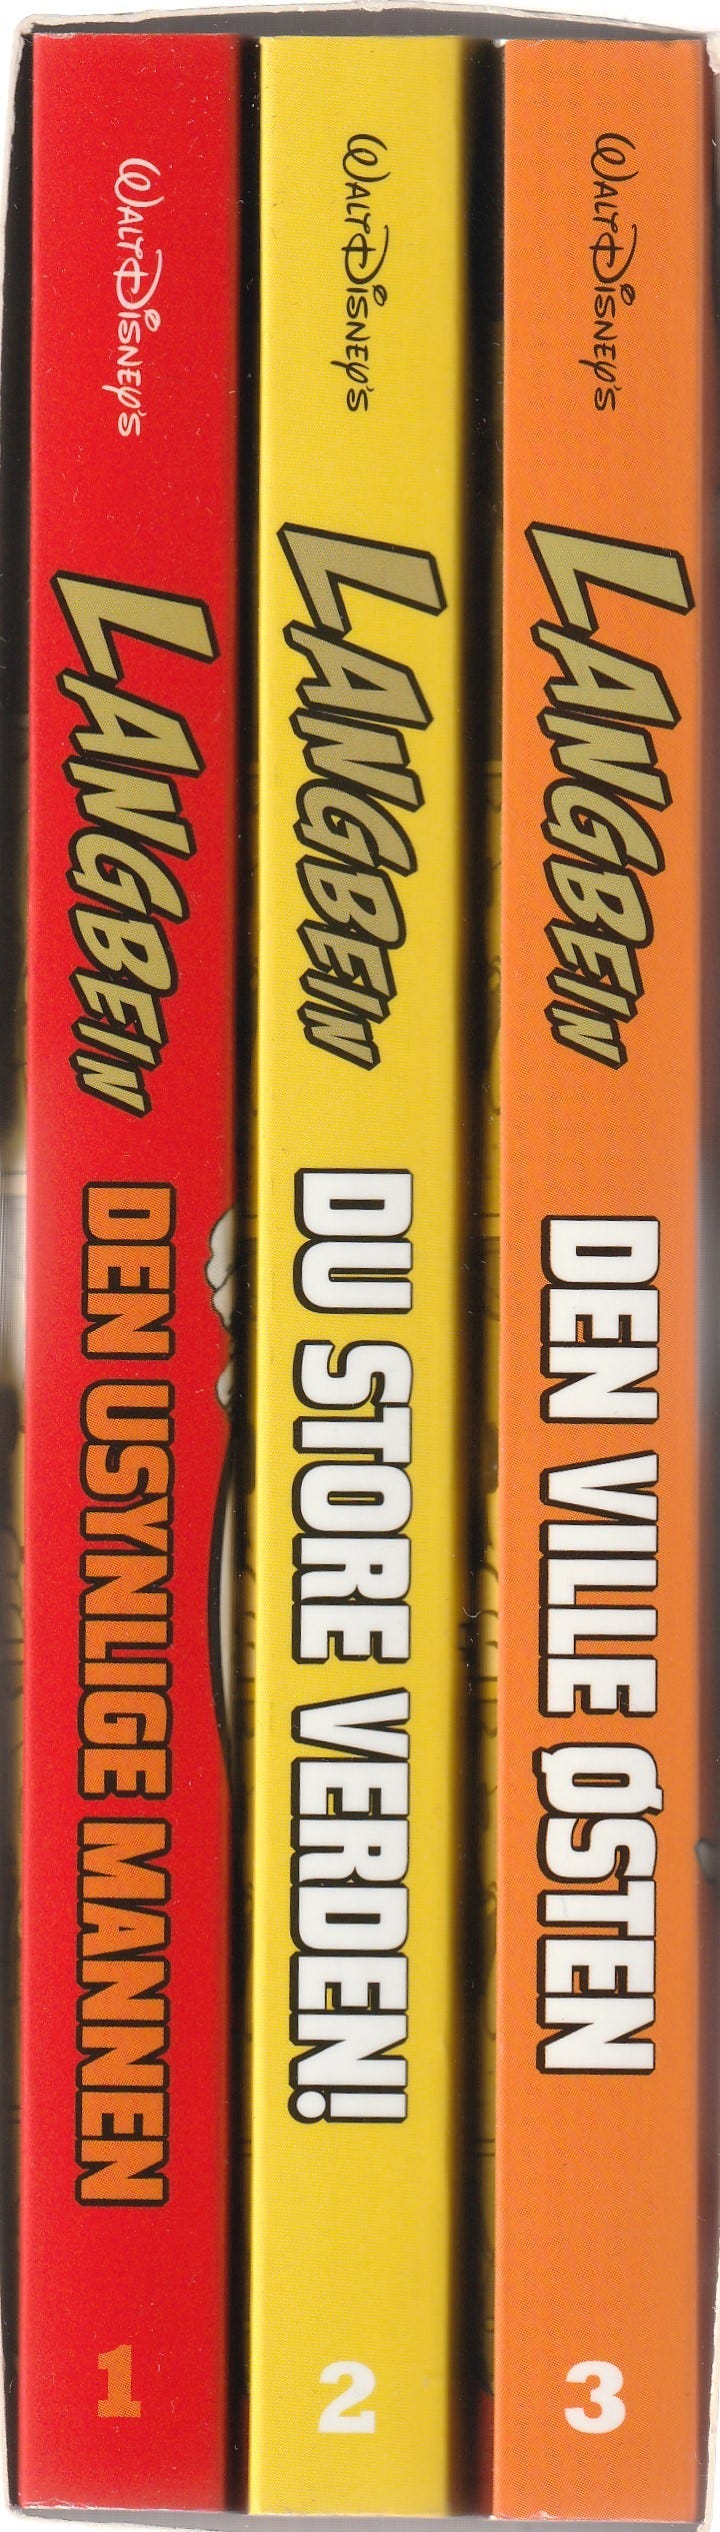 WALT DISNEY'S
LANGBEIN
DEN USYNLIGE MANNEN
1
WALT DISNEY'S
LANGBEIN
DU STORE VERDEN!
2
WALT DISNEY'S
LANGBEIN
DEN VILLE ØSTEN
3